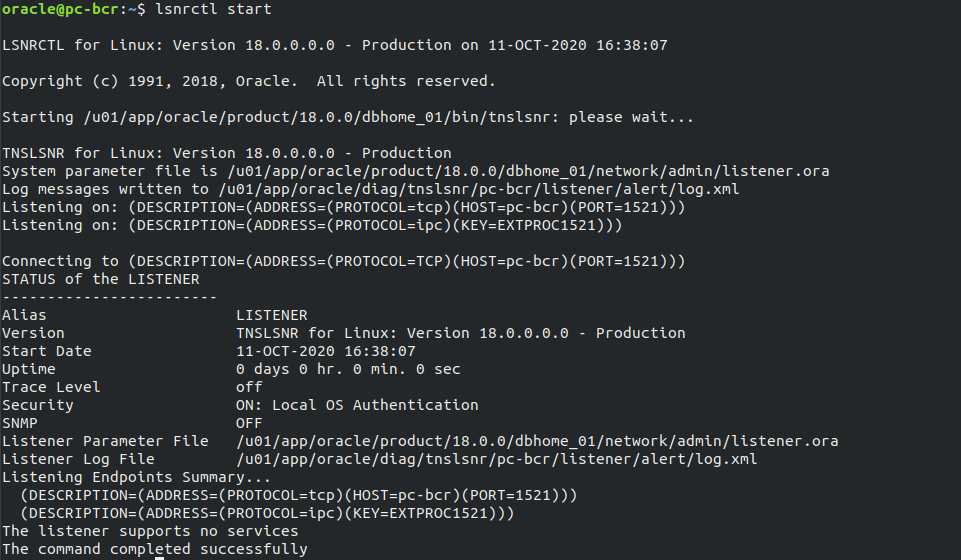 oracle@pc-bcr:~$ lsnrctl start
LSNRCTL for Linux: Version 18.0.0.0.0 - Production on 11-OCT-2020 16:38:07
Copyright (c) 1991, 2018, Oracle.  All rights reserved.
Starting /u01/app/oracle/product/18.0.0/dbhome_01/bin/tnslsnr: please wait...
TNSLSNR for Linux: Version 18.0.0.0.0 - Production
System parameter file is /u01/app/oracle/product/18.0.0/dbhome_01/network/admin/listener.ora
Log messages written to /u01/app/oracle/diag/tnslsnr/pc-bcr/listener/alert/log.xml
Listening on: (DESCRIPTION=(ADDRESS=(PROTOCOL=tcp)(HOST=pc-bcr)(PORT=1521)))
Listening on: (DESCRIPTION=(ADDRESS=(PROTOCOL=ipc)(KEY=EXTPROC1521)))
Connecting to (DESCRIPTION=(ADDRESS=(PROTOCOL=TCP)(HOST=pc-bcr)(PORT=1521)))
STATUS of the LISTENER
------------------------
Alias                     LISTENER
Version                   TNSLSNR for Linux: Version 18.0.0.0.0 - Production
Start Date                11-OCT-2020 16:38:07
Uptime                    0 days 0 hr. 0 min. 0 sec
Trace Level               off
Security                  ON: Local OS Authentication
SNMP                      OFF
Listener Parameter File   /u01/app/oracle/product/18.0.0/dbhome_01/network/admin/listener.ora
Listener Log File         /u01/app/oracle/diag/tnslsnr/pc-bcr/listener/alert/log.xml
Listening Endpoints Summary...
  (DESCRIPTION=(ADDRESS=(PROTOCOL=tcp)(HOST=pc-bcr)(PORT=1521)))
  (DESCRIPTION=(ADDRESS=(PROTOCOL=ipc)(KEY=EXTPROC1521)))
The listener supports no services
The command completed successfully